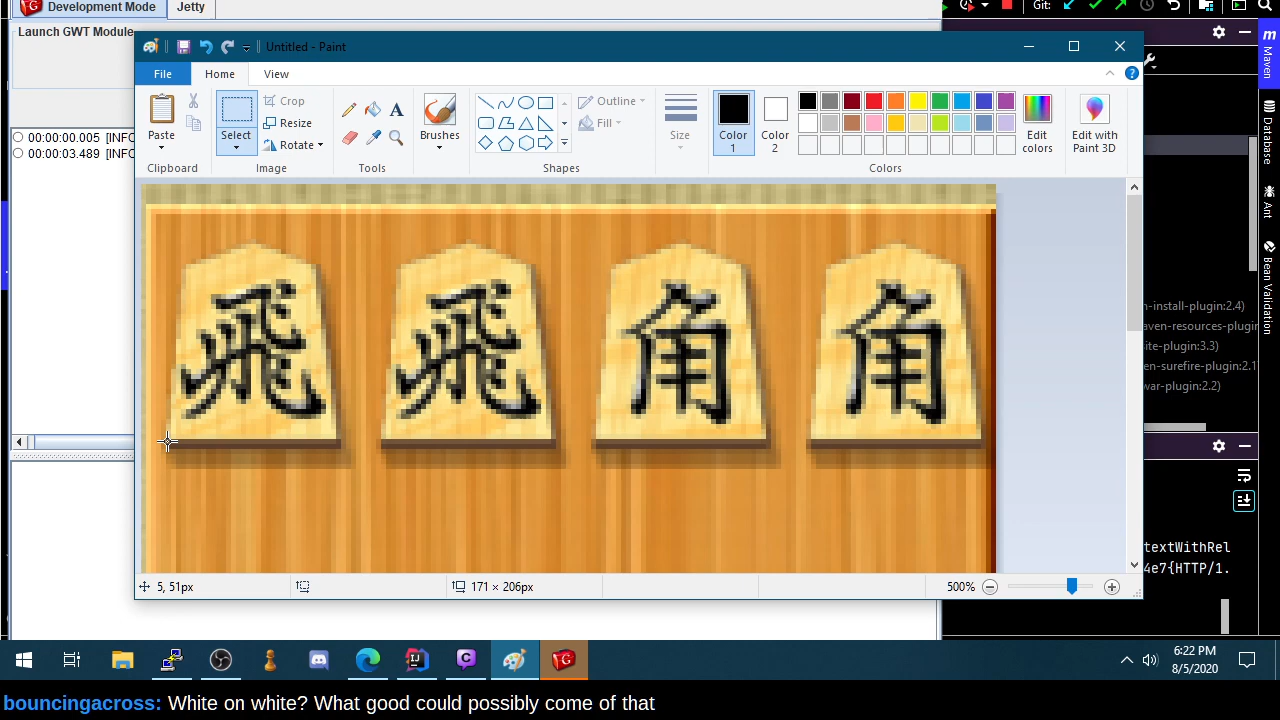 Development Mode
Jetty
Git:
Launch GWT Module
Untitled - Paint
File
Home
View
Paste
Select
Crop
Resize
Rotate
Brushes
Outline
Fill
Size
Color
1
Color
2
Edit
colors
Edit with
Paint 3D
Clipboard
Image
Tools
Shapes
Colors
00:00:00.005 [INFO
00:00:03.489 [INFO
飛
飛
角
角
m
Maven
Database
Ant
Bean Validation
n-install-plugin:2.4)
aven-resources-plugin
site-plugin:3.3)
en-surefire-plugin:2.1
war-plugin:2.2)
textWithRel
4e7{HTTP/1.
5, 51px
171 × 206px
500%
6:22 PM
8/5/2020
bouncingacross: White on white? What good could possibly come of that